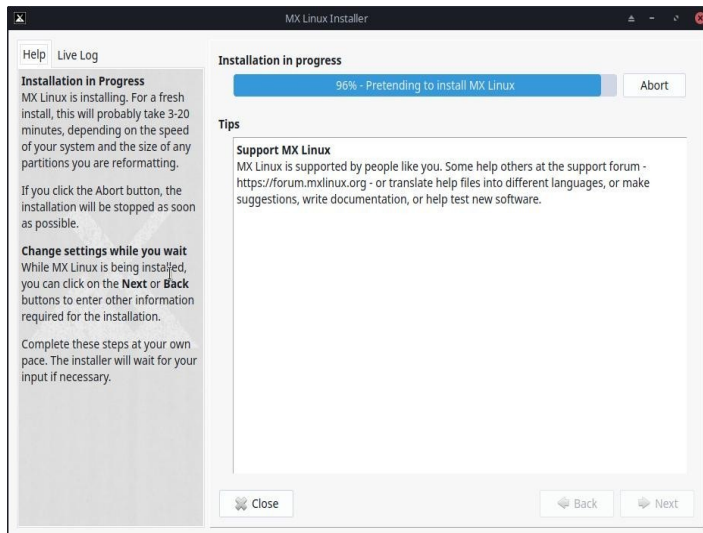 MX Linux Installer
Help
Live Log
Installation in Progress
MX Linux is installing. For a fresh
install, this will probably take 3-20
minutes, depending on the speed
of your system and the size of any
partitions you are reformatting.
If you click the Abort button, the
installation will be stopped as soon
as possible.
Change settings while you wait
While MX Linux is being installed,
you can click on the Next or Back
buttons to enter other information
required for the installation.
Complete these steps at your own
pace. The installer will wait for your
input if necessary.
Installation in progress
96% - Pretending to install MX Linux
Abort
Tips
Support MX Linux
MX Linux is supported by people like you. Some help others at the support forum -
https://forum.mxlinux.org - or translate help files into different languages, or make
suggestions, write documentation, or help test new software.
Close
Back
Next